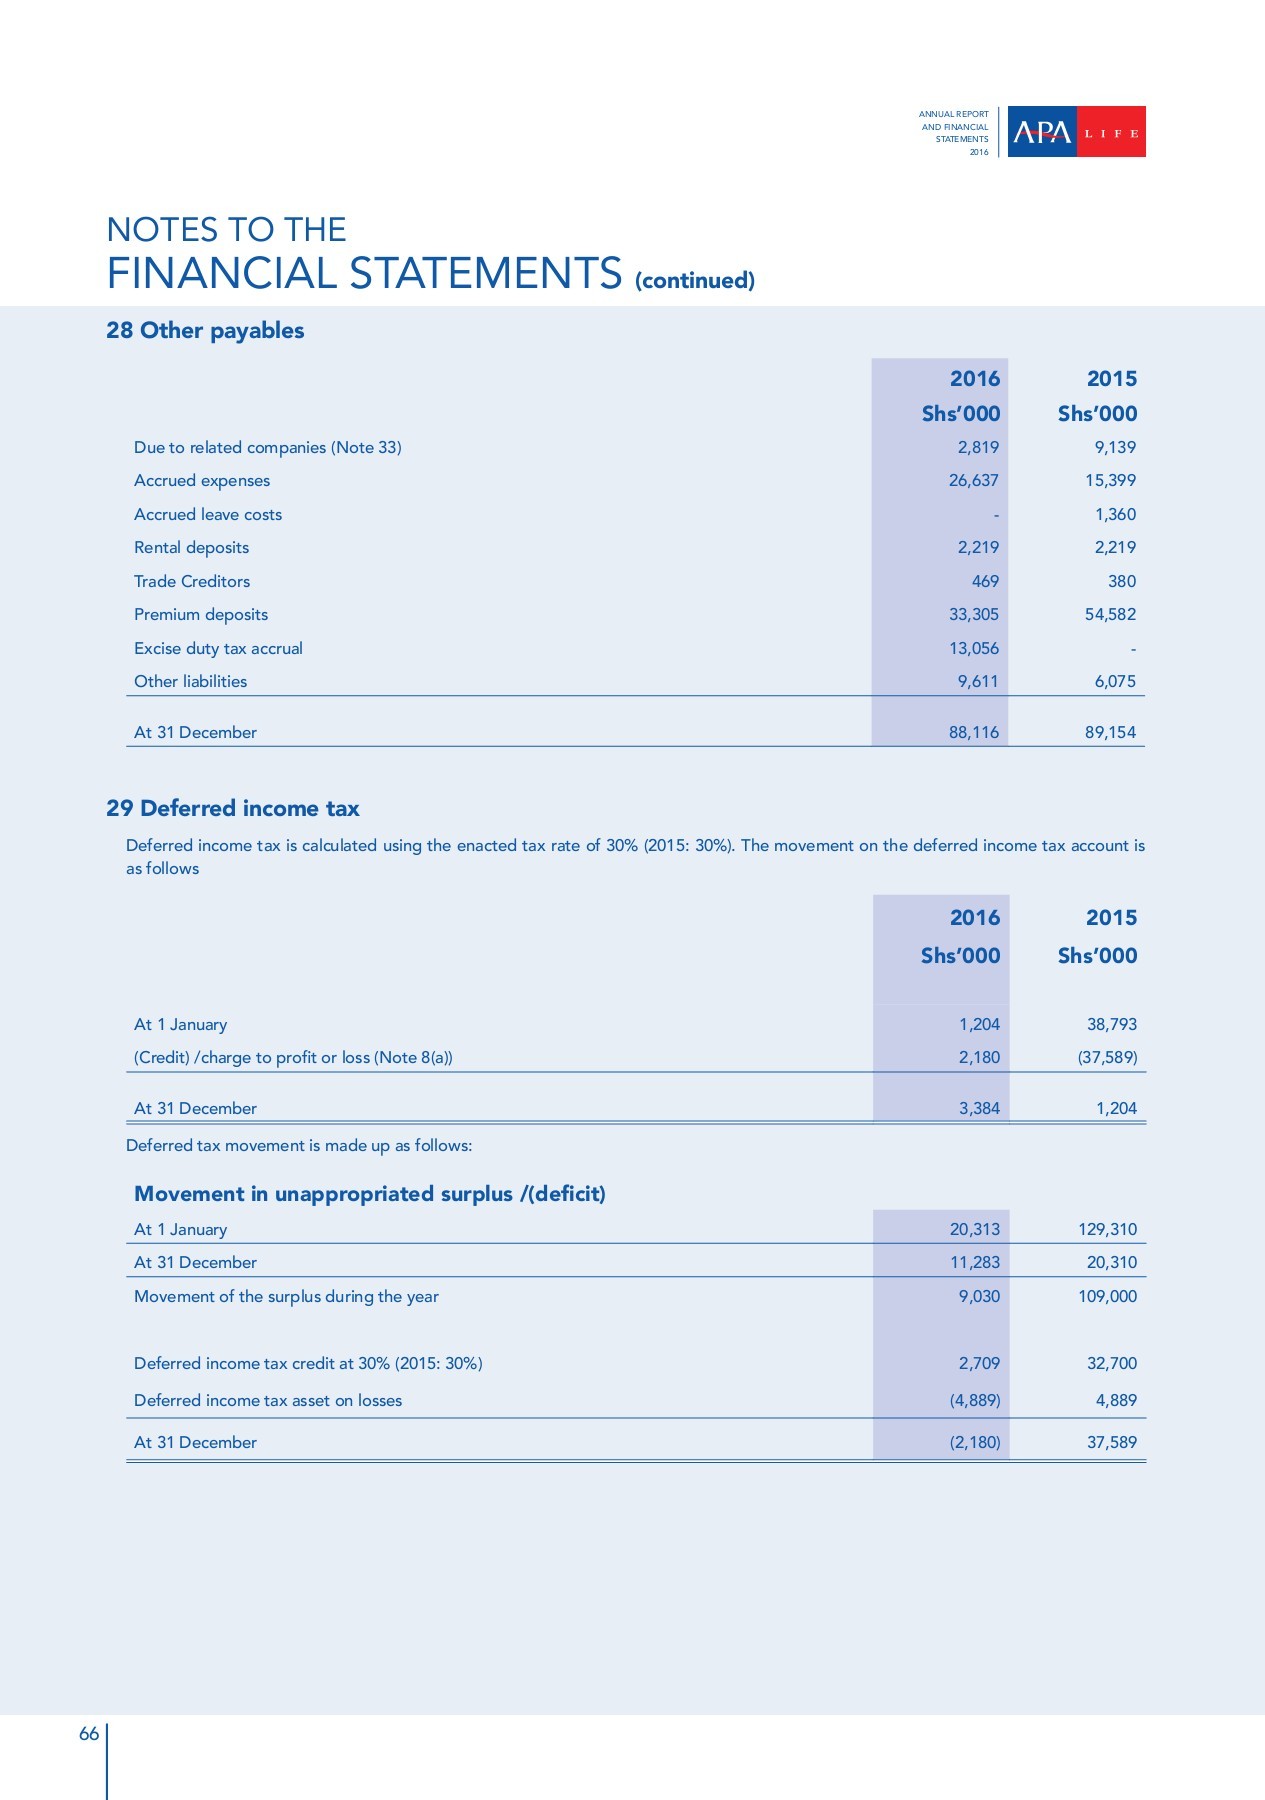 ANNUAL REPORT
AND FINANCIAL
STATEMENTS
2016
APA LIFE
NOTES TO THE
FINANCIAL STATEMENTS (continued)
28 Other payables
2016 2015
Shs’000 Shs’000
Due to related companies (Note 33) 2,819 9,139
Accrued expenses 26,637 15,399
Accrued leave costs - 1,360
Rental deposits 2,219 2,219
Trade Creditors 469 380
Premium deposits 33,305 54,582
Excise duty tax accrual 13,056 -
Other liabilities 9,611 6,075
At 31 December 88,116 89,154
29 Deferred income tax
Deferred income tax is calculated using the enacted tax rate of 30% (2015: 30%). The movement on the deferred income tax account is
as follows
2016 2015
Shs’000 Shs’000
At 1 January 1,204 38,793
(Credit) /charge to profit or loss (Note 8(a)) 2,180 (37,589)
At 31 December 3,384 1,204
Deferred tax movement is made up as follows:
Movement in unappropriated surplus /(deficit)
At 1 January 20,313 129,310
At 31 December 11,283 20,310
Movement of the surplus during the year 9,030 109,000
Deferred income tax credit at 30% (2015: 30%) 2,709 32,700
Deferred income tax asset on losses (4,889) 4,889
At 31 December (2,180) 37,589
66